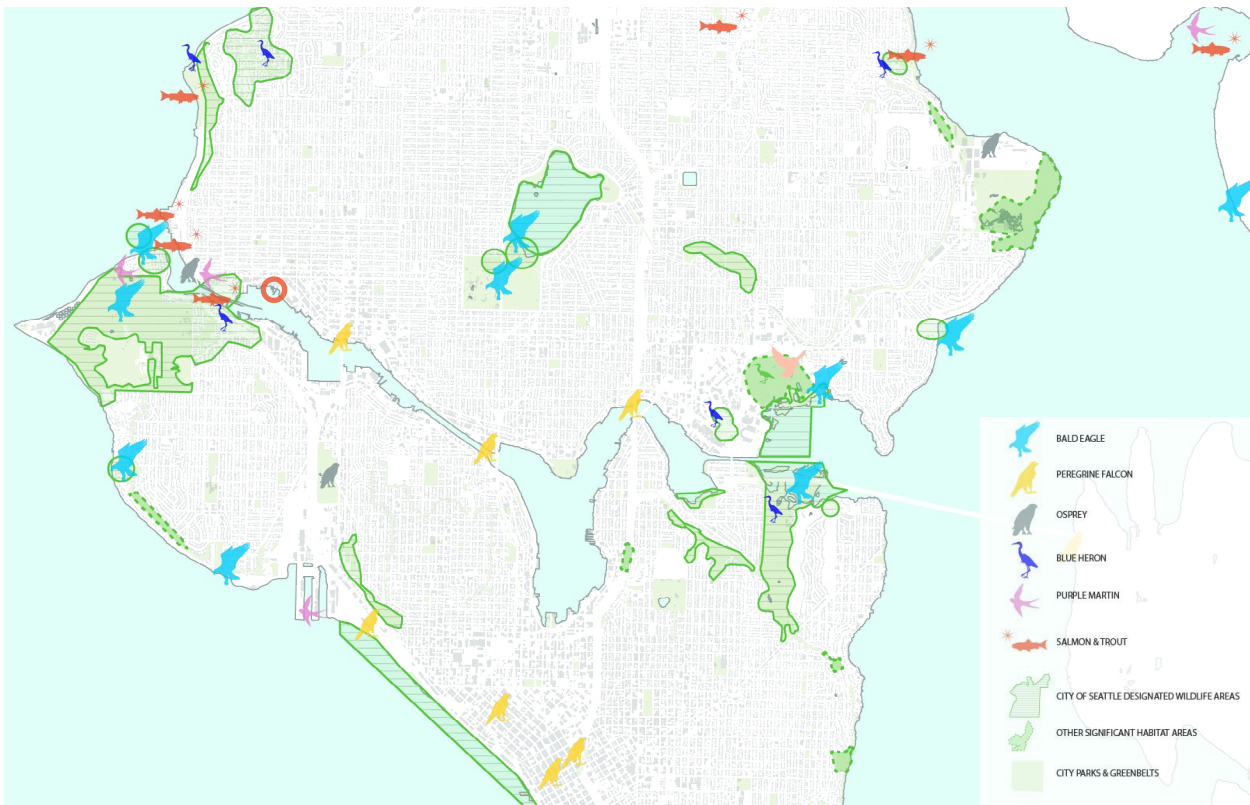 BALD EAGLE
PEREGRINE FALCON
OSPREY
BLUE HERON
PURPLE MARTIN
SALMON & TROUT
CITY OF SEATTLE DESIGNATED WILDLIFE AREAS
OTHER SIGNIFICANT HABITAT AREAS
CITY PARKS & GREENBELTS